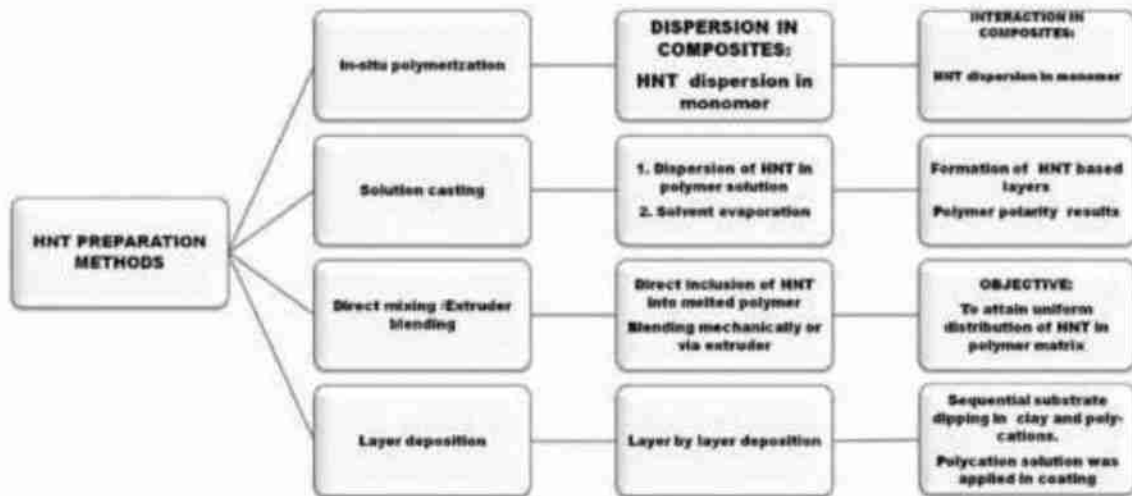 HNT PREPARATION
METHODS
In-situ polymerization
DISPERSION IN
COMPOSITES:
HNT dispersion in
monomer
INTERACTION IN
COMPOSITES:
HNT dispersion in monomer
Solution casting
1. Dispersion of HNT in
polymer solution
2. Solvent evaporation
Formation of HNT based
layers
Polymer polarity results
Direct mixing /Extruder
blending
Direct inclusion of HNT
into melted polymer
Blending mechanically or
via extruder
OBJECTIVE:
To attain uniform
distribution of HNT in
polymer matrix
Layer deposition
Layer by layer deposition
Sequential substrate
dipping in clay and poly-
cations.
Polycation solution was
applied in coating